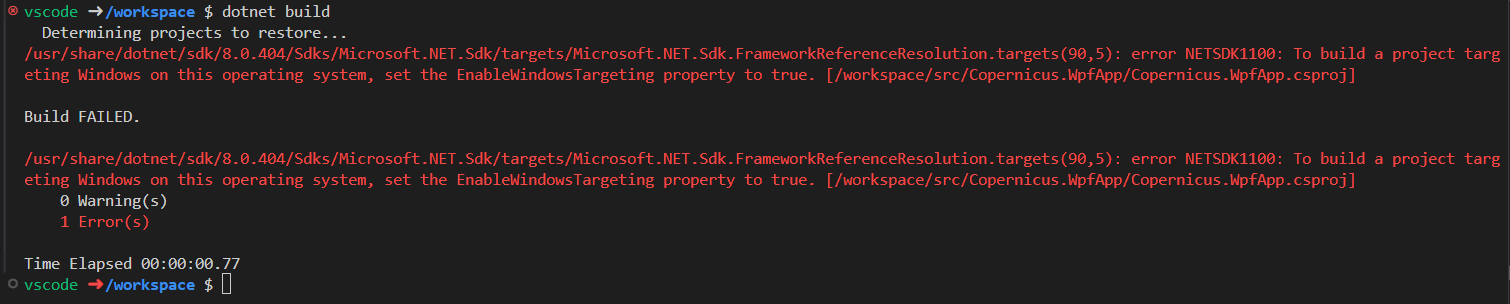 vscode ➜ /workspace $ dotnet build
Determining projects to restore...
/usr/share/dotnet/sdk/8.0.404/Sdks/Microsoft.NET.Sdk/targets/Microsoft.NET.Sdk.FrameworkReferenceResolution.targets(90,5): error NETSDK1100: To build a project targ
eting Windows on this operating system, set the EnableWindowsTargeting property to true. [/workspace/src/Copernicus.WpfApp/Copernicus.WpfApp.csproj]
Build FAILED.
/usr/share/dotnet/sdk/8.0.404/Sdks/Microsoft.NET.Sdk/targets/Microsoft.NET.Sdk.FrameworkReferenceResolution.targets(90,5): error NETSDK1100: To build a project targ
eting Windows on this operating system, set the EnableWindowsTargeting property to true. [/workspace/src/Copernicus.WpfApp/Copernicus.WpfApp.csproj]
0 Warning(s)
1 Error(s)
Time Elapsed 00:00:00.77
vscode ➜ /workspace $